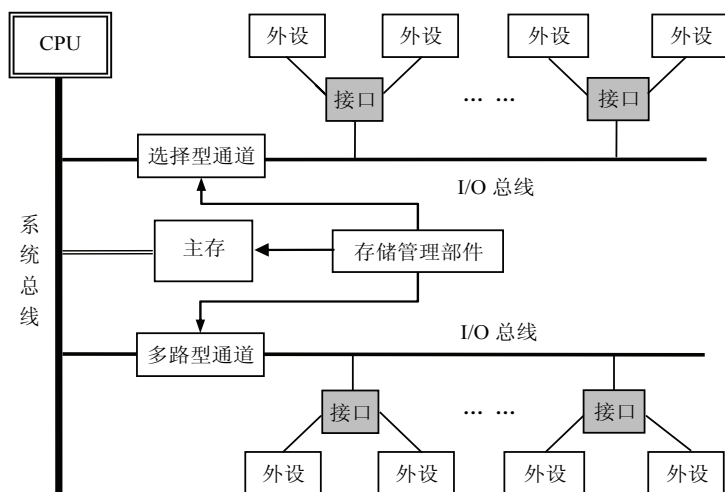 CPU
外设
外设
外设
外设
接口
… …
接口
选择型通道
I/O 总线
系统总线
主存
存储管理部件
I/O 总线
多路型通道
接口
… …
接口
外设
外设
外设
外设